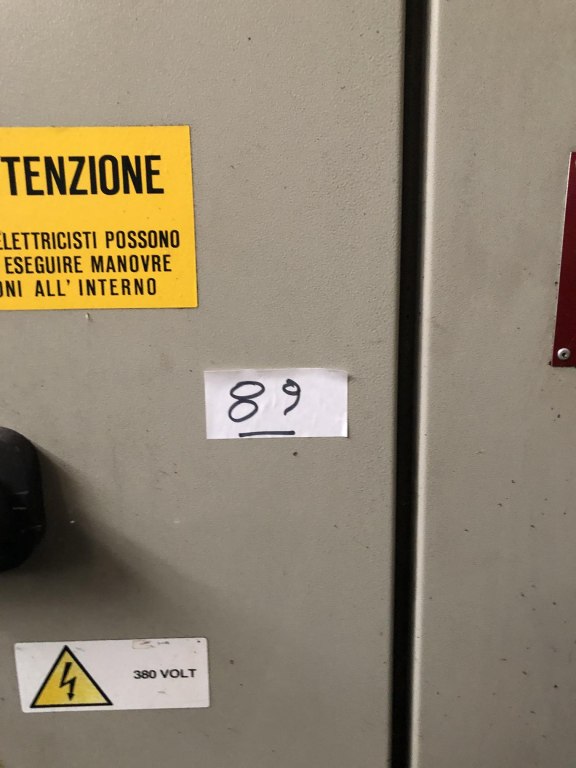 TENZIONE
ELETTRICISTI POSSONO
ESEGUIRE MANOVRE
ONI ALL' INTERNO
89
380 VOLT